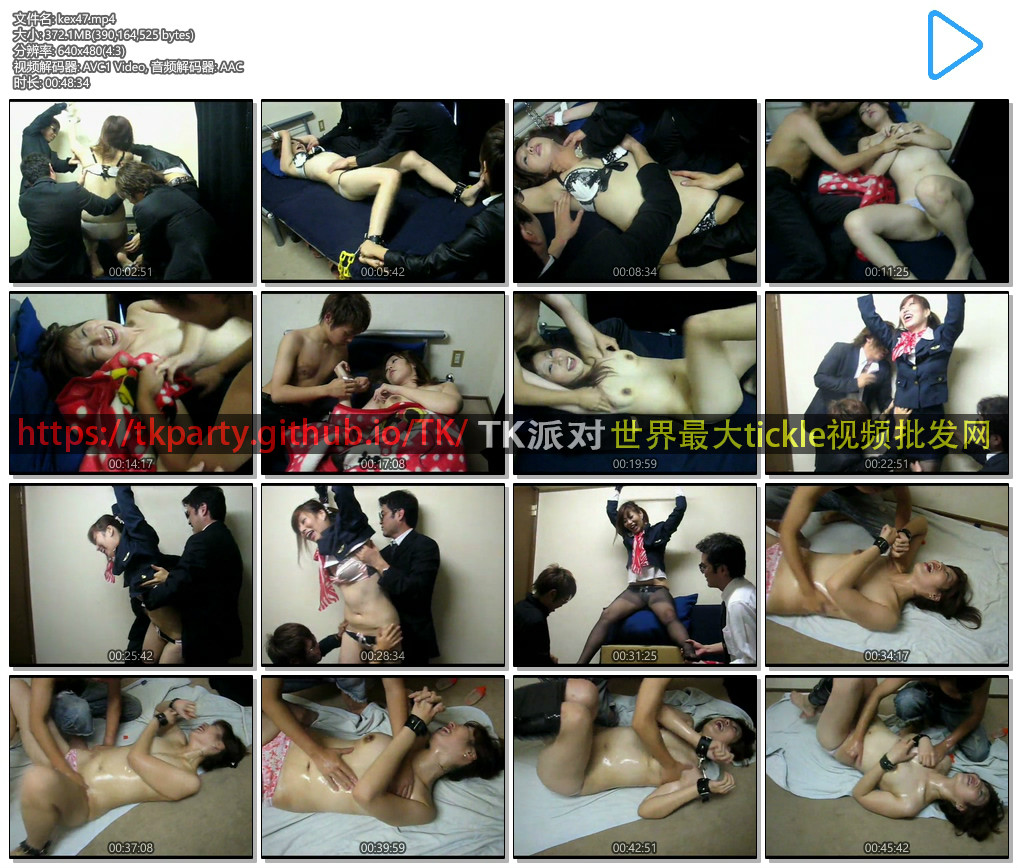 文件名: kex47.mp4
大小: 372.1MB(390,164,525 bytes)
分辨率: 640x480(4:3)
视频解码器: AVC1 Video, 音频解码器: AAC
时长: 00:48:34
00:02:51
00:05:42
00:08:34
00:11:25
https://tkparty.github.io/TK/ TK派对 世界最大tickle视频批发网
00:14:17
00:17:08
00:19:59
00:22:51
00:25:42
00:28:34
00:31:25
00:34:17
00:37:08
00:39:59
00:42:51
00:45:42